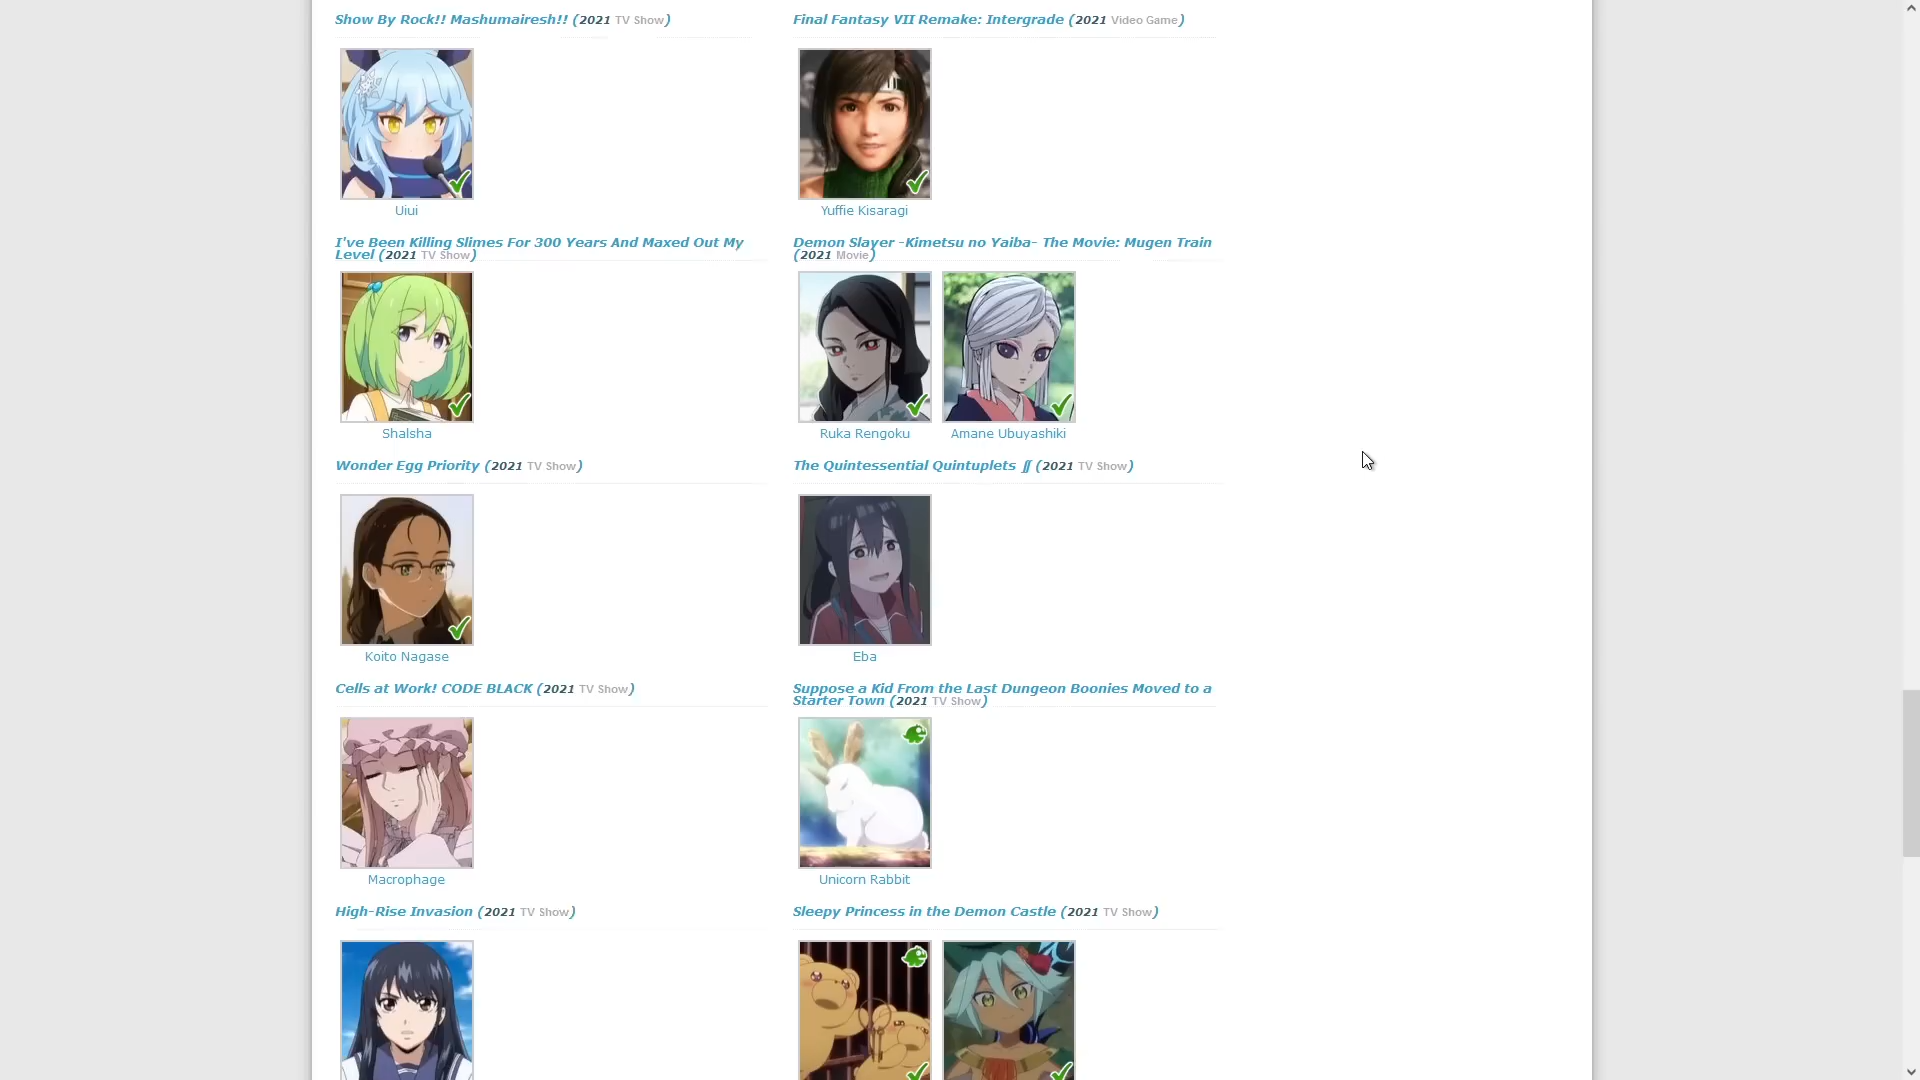 Show By Rock!! Mashumairesh!! (2021 TV Show)
Final Fantasy VII Remake: Intergrade (2021 Video Game)
Uiui
Yuffie Kisaragi
I've Been Killing Slimes For 300 Years And Maxed Out My
Level (2021 TV Show)
Demon Slayer -Kimetsu no Yaiba- The Movie: Mugen Train
(2021 Movie)
Shalsha
Ruka Rengoku
Amane Ubuyashiki
Wonder Egg Priority (2021 TV Show)
The Quintessential Quintuplets ∬ (2021 TV Show)
Koito Nagase
Eba
Cells at Work! CODE BLACK (2021 TV Show)
Suppose a Kid From the Last Dungeon Boonies Moved to a
Starter Town (2021 TV Show)
Macrophage
Unicorn Rabbit
High-Rise Invasion (2021 TV Show)
Sleepy Princess in the Demon Castle (2021 TV Show)